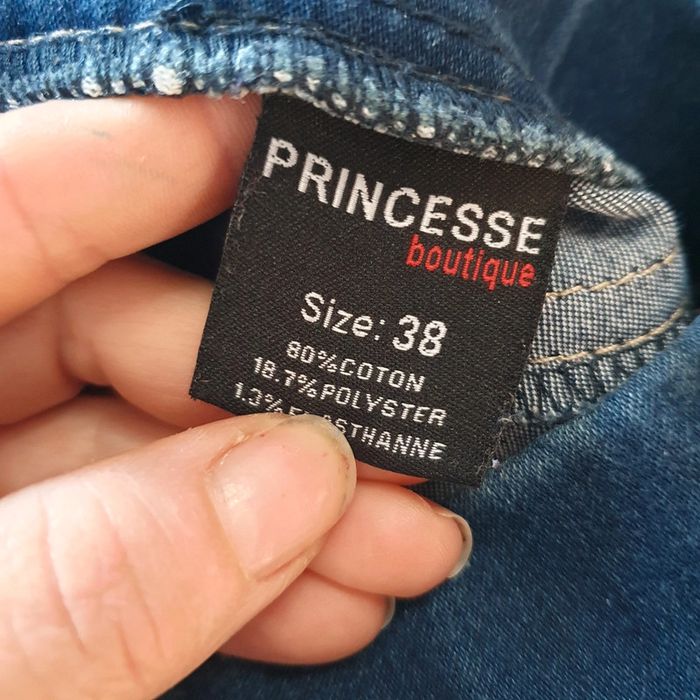 PRINCESSE
boutique
Size: 38
80%COTON
18.7%POLYSTER
1.3%